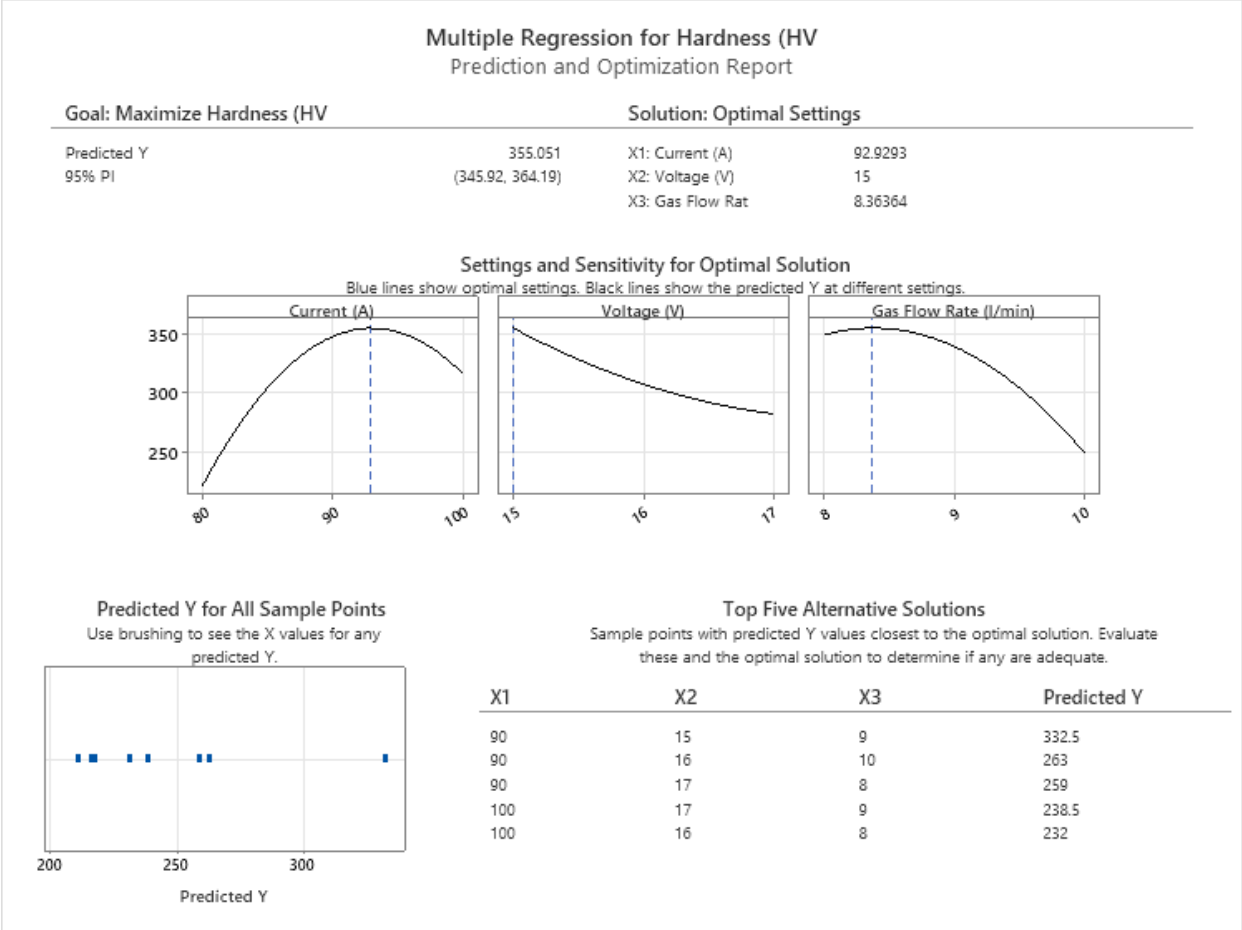 Multiple Regression for Hardness (HV
Prediction and Optimization Report
Goal: Maximize Hardness (HV
Predicted Y 355.051
95% PI (345.92, 364.19)
Solution: Optimal Settings
X1: Current (A) 92.9293
X2: Voltage (V) 15
X3: Gas Flow Rat 8.36364
Settings and Sensitivity for Optimal Solution
Blue lines show optimal settings. Black lines show the predicted Y at different settings.
Current (A) Voltage (V) Gas Flow Rate (l/min)
350
300
250
80 90 100 15 16 17 8 9 10
Predicted Y for All Sample Points
Use brushing to see the X values for any
predicted Y.
200 250 300
Predicted Y
Top Five Alternative Solutions
Sample points with predicted Y values closest to the optimal solution. Evaluate
these and the optimal solution to determine if any are adequate.
X1 X2 X3 Predicted Y
90 15 9 332.5
90 16 10 263
90 17 8 259
100 17 9 238.5
100 16 8 232